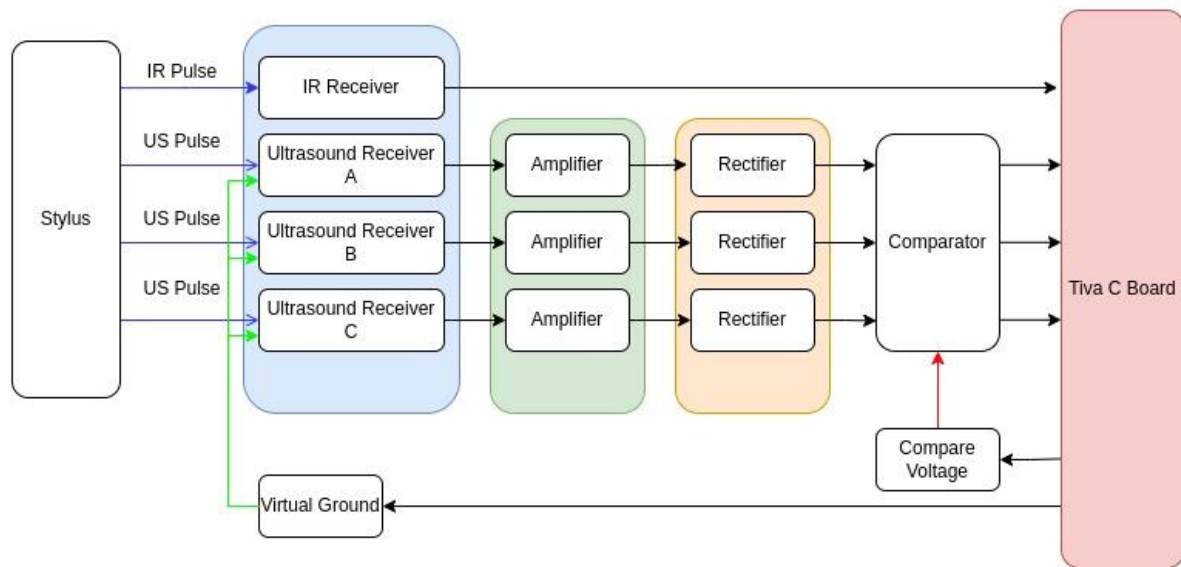 IR Pulse
IR Receiver
US Pulse
Ultrasound Receiver
A
Amplifier
Rectifier
Stylus
US Pulse
Ultrasound Receiver
B
Amplifier
Rectifier
Comparator
US Pulse
Ultrasound Receiver
C
Amplifier
Rectifier
Tiva C Board
Compare
Voltage
Virtual Ground